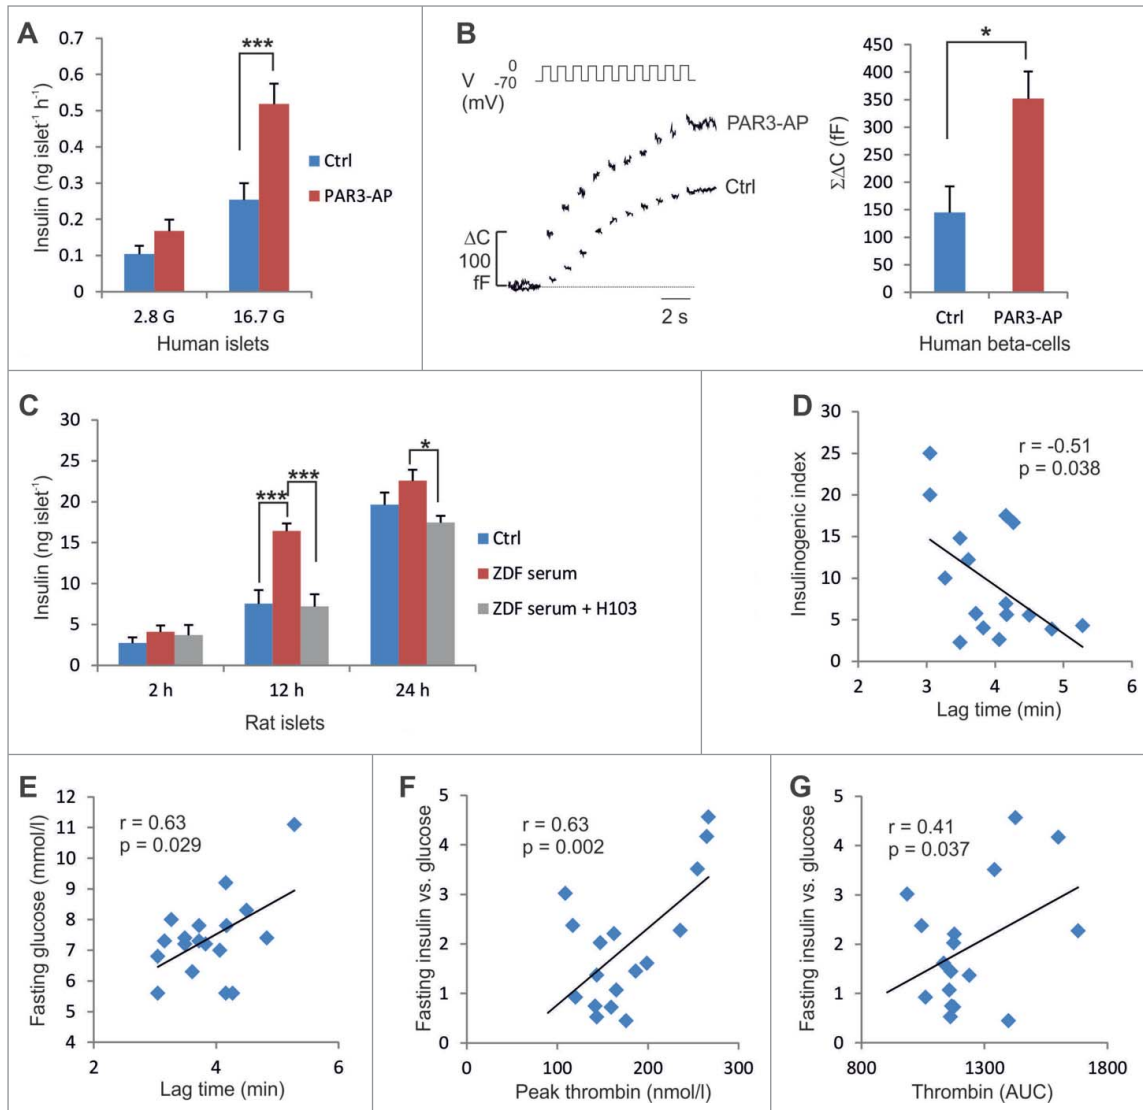 A
0.7
0.6
0.5
0.4
0.3
0.2
0.1
0
Insulin (ng islet⁻¹ h⁻¹)
***
Ctrl
PAR3-AP
2.8 G
16.7 G
Human islets
B
V
(mV)
0
-70
PAR3-AP
Ctrl
ΔC
100
fF
2 s
450
400
350
300
250
200
150
100
50
0
ΣΔC (fF)
*
Ctrl
PAR3-AP
Human beta-cells
C
30
25
20
15
10
5
0
Insulin (ng islet⁻¹)
***
***
*
Ctrl
ZDF serum
ZDF serum + H103
2 h
12 h
24 h
Rat islets
D
30
25
20
15
10
5
0
Insulinogenic index
r = -0.51
p = 0.038
2
3
4
5
6
Lag time (min)
E
12
11
10
9
8
7
6
5
4
Fasting glucose (mmol/l)
r = 0.63
p = 0.029
2
4
6
Lag time (min)
F
5
4
3
2
1
0
Fasting insulin vs. glucose
r = 0.63
p = 0.002
0
100
200
300
Peak thrombin (nmol/l)
G
5
4
3
2
1
0
Fasting insulin vs. glucose
r = 0.41
p = 0.037
800
1300
1800
Thrombin (AUC)